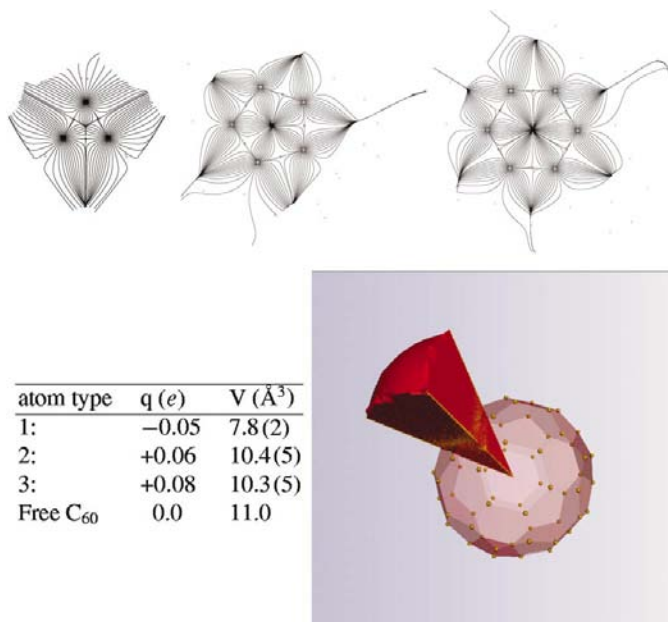 atom type q (e) V (Å³)
1: −0.05 7.8(2)
2: +0.06 10.4(5)
3: +0.08 10.3(5)
Free C₆₀ 0.0 11.0